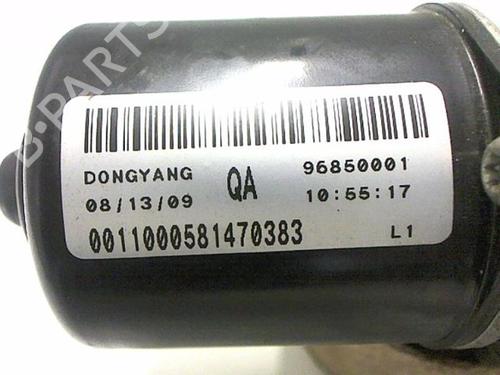 B-PARTS
DONGYANG QA 96850001
08/13/09 10:55:17
0011000581470383 L1